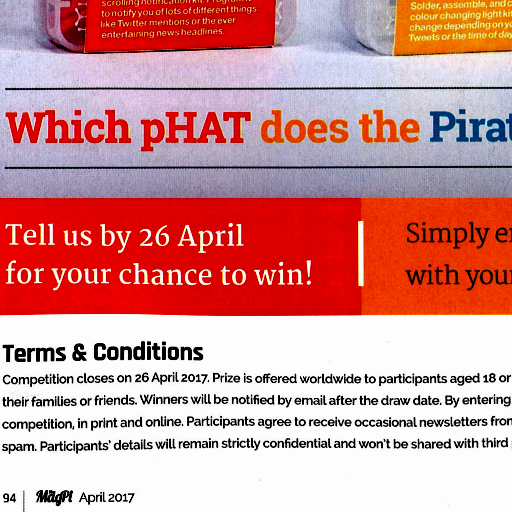 scrolling notification kit. Programme
to notify you of lots of different things
like Twitter mentions or the ever
entertaining news headlines.
Solder, assemble, and
colour changing light kit
change depending on
Tweets or the time of day
Which pHAT does the Pirat
Tell us by 26 April
for your chance to win!
Simply
with your
Terms & Conditions
Competition closes on 26 April 2017. Prize is offered worldwide to participants aged 18 or
their families or friends. Winners will be notified by email after the draw date. By entering
competition, in print and online. Participants agree to receive occasional newsletters from
spam. Participants' details will remain strictly confidential and won't be shared with third
94 MagPi April 2017